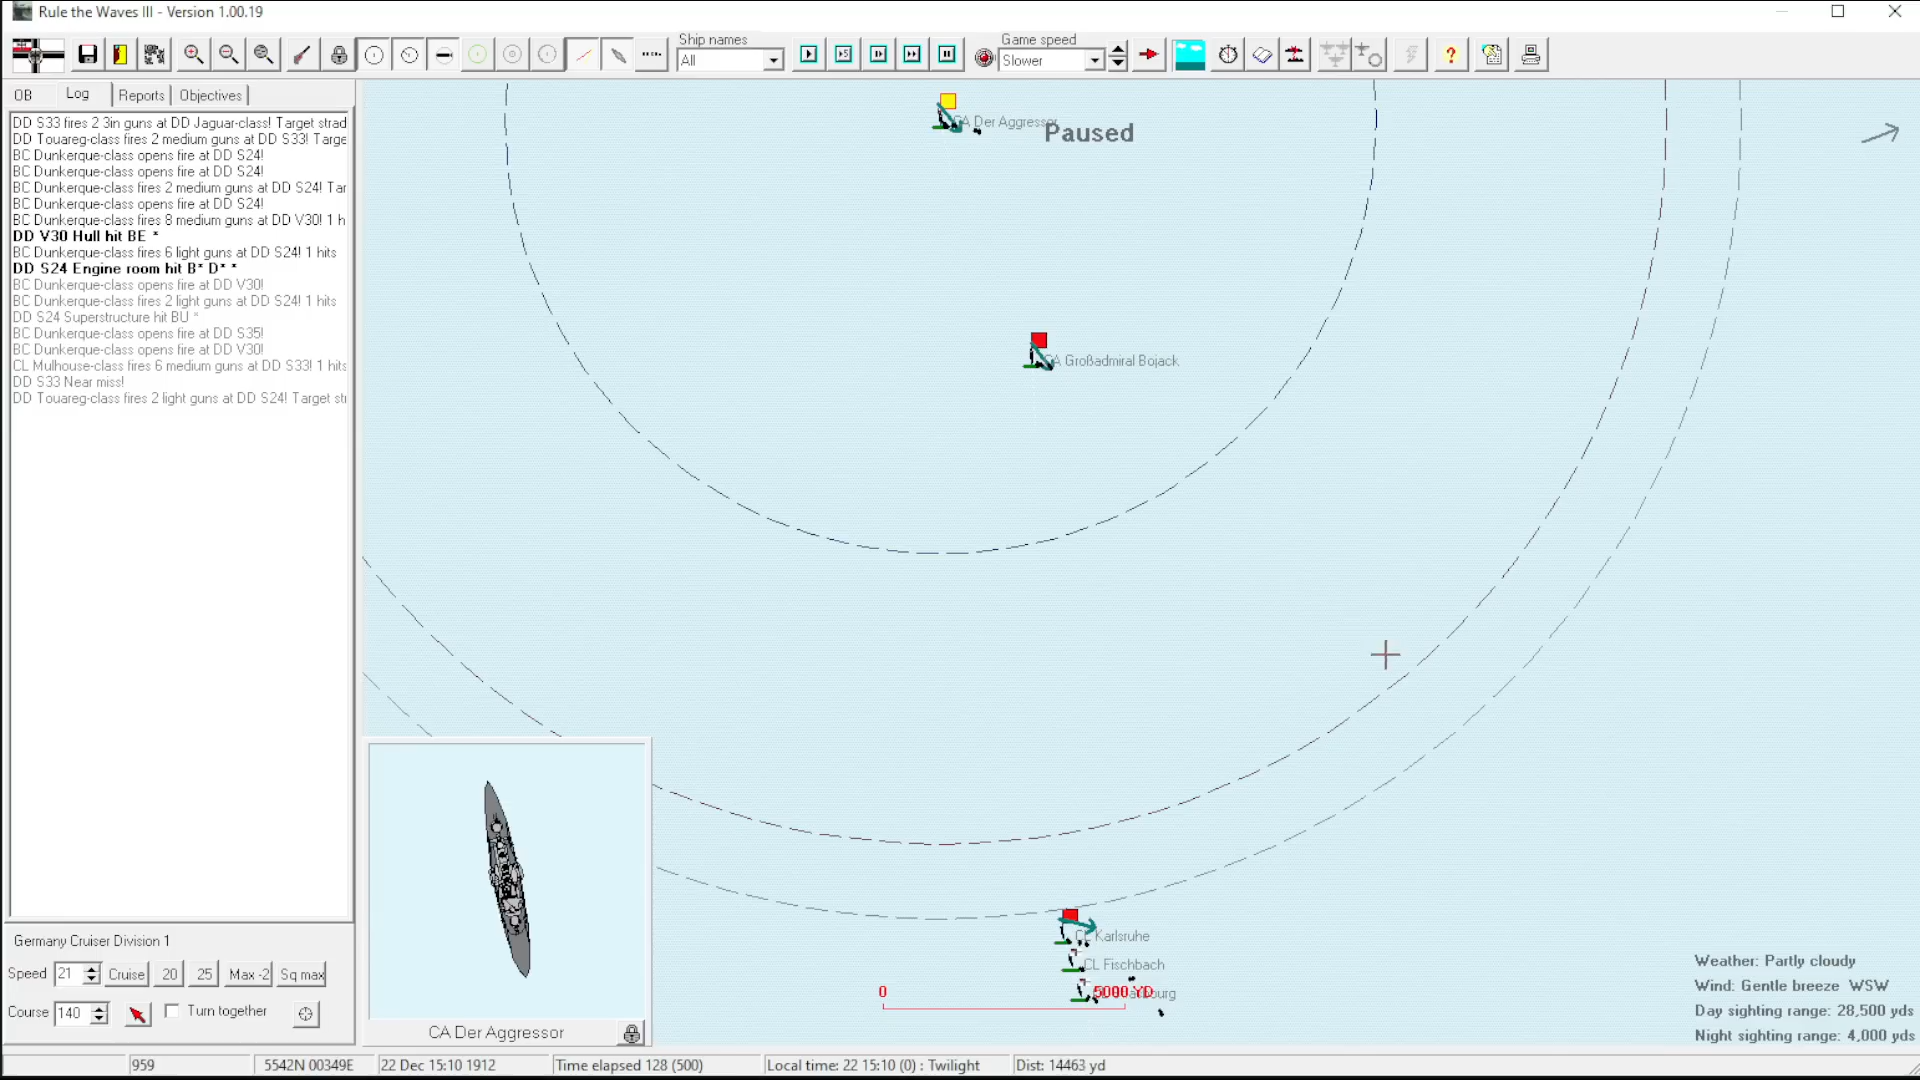 Rule the Waves III - Version 1.00.19
Ship names
All
Game speed
Slower
OB
Log
Reports
Objectives
DD S33 fires 2 3in guns at DD Jaguar-class! Target strad
DD Touareg-class fires 2 medium guns at DD S33! Targe
BC Dunkerque-class opens fire at DD S24!
BC Dunkerque-class opens fire at DD S24!
BC Dunkerque-class fires 2 medium guns at DD S24! Tar
BC Dunkerque-class opens fire at DD S24!
BC Dunkerque-class fires 8 medium guns at DD V30! 1 h
DD V30 Hull hit BE *
BC Dunkerque-class fires 6 light guns at DD S24! 1 hits
DD S24 Engine room hit B* D* *
BC Dunkerque-class opens fire at DD V30!
BC Dunkerque-class fires 2 light guns at DD S24! 1 hits
DD S24 Superstructure hit BU *
BC Dunkerque-class opens fire at DD S35!
BC Dunkerque-class opens fire at DD V30!
CL Mulhouse-class fires 6 medium guns at DD S33! 1 hits
DD S33 Near miss!
DD Touareg-class fires 2 light guns at DD S24! Target str
CA Der Aggressor
Paused
CA Großadmiral Bojack
CL Karlsruhe
CL Fischbach
0
5000 YD
Weather: Partly cloudy
Wind: Gentle breeze WSW
Day sighting range: 28,500 yds
Night sighting range: 4,000 yds
Germany Cruiser Division 1
Speed 21 Cruise 20 25 Max -2 Sq max
Course 140 Turn together
CA Der Aggressor
959
5542N 00349E
22 Dec 15:10 1912
Time elapsed 128 (500)
Local time: 22 15:10 (0) : Twilight
Dist: 14463 yd